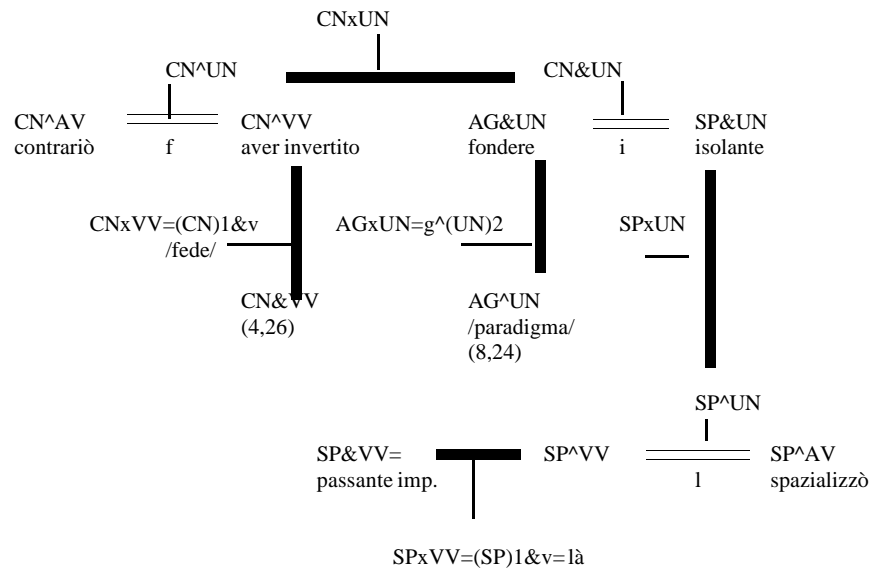 CNxUN
CN^UN
CN&UN
CN^AV
CN^VV
AG&UN
SP&UN
contrariò
f
aver invertito
fondere
i
isolante
CNxVV=(CN)1&v
AGxUN=g^(UN)2
SPxUN
/fede/
CN&VV
AG^UN
(4,26)
/paradigma/
(8,24)
SP^UN
SP&VV=
SP^VV
SP^AV
passante imp.
l
spazializzò
SPxVV=(SP)1&v=là